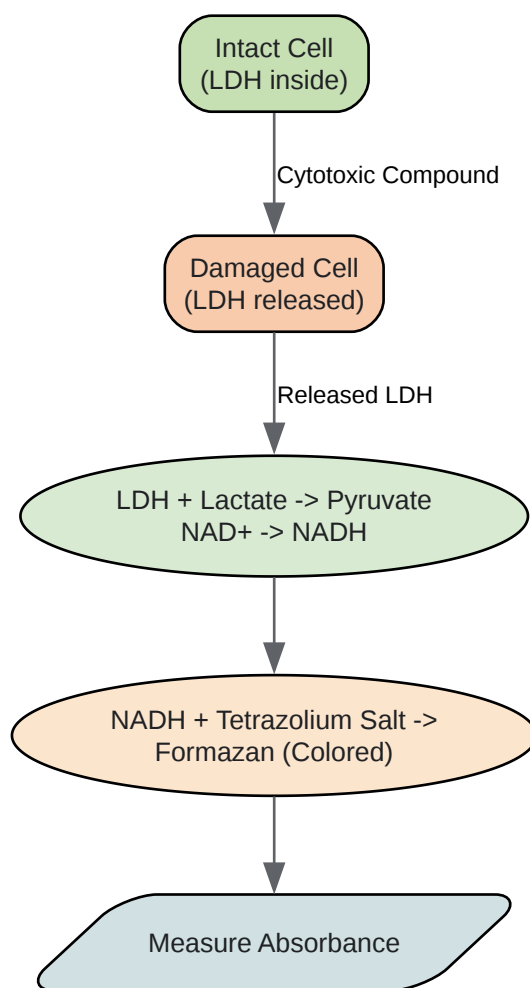 Intact Cell
(LDH inside)
Cytotoxic Compound
Damaged Cell
(LDH released)
Released LDH
LDH + Lactate -> Pyruvate
NAD+ -> NADH
NADH + Tetrazolium Salt ->
Formazan (Colored)
Measure Absorbance